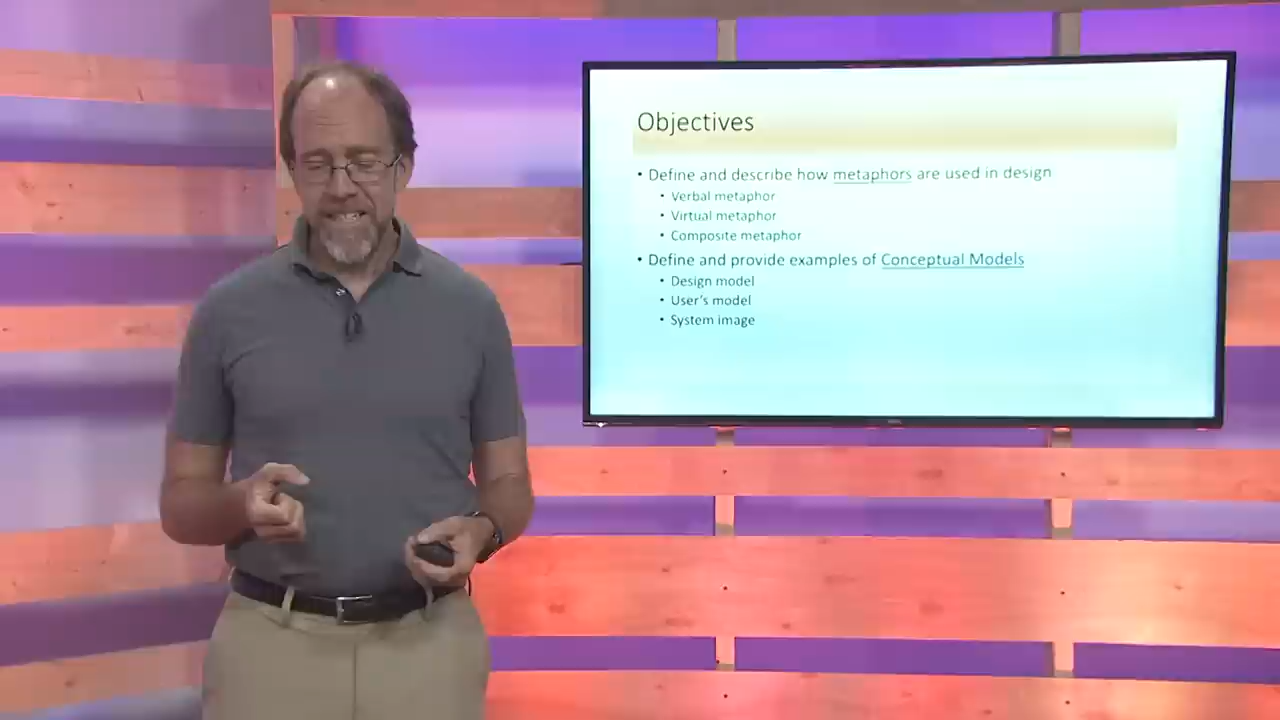 Objectives
• Define and describe how metaphors are used in design
• Verbal metaphor
• Virtual metaphor
• Composite metaphor
• Define and provide examples of Conceptual Models
• Design model
• User's model
• System image